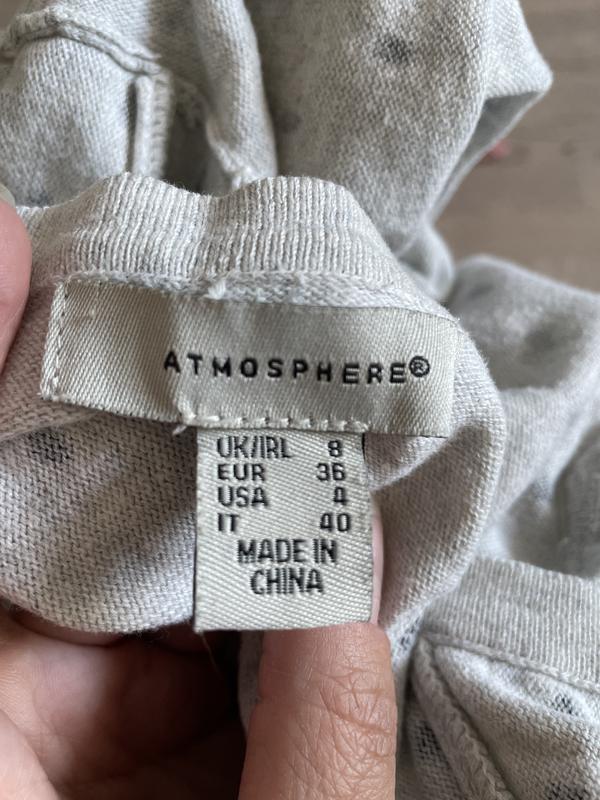 ATMOSPHERE®
UK/IRL 8
EUR 36
USA 4
IT 40
MADE IN
CHINA